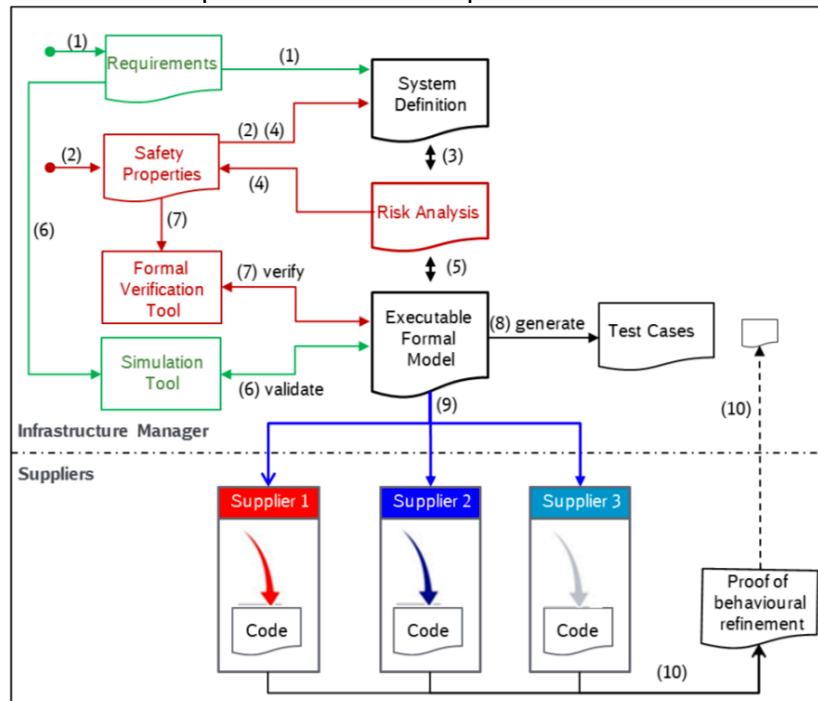 (1)
Requirements
(1)
System
Definition
(2) (4)
(2)
Safety
Properties
(3)
(4)
Risk Analysis
(6)
(7)
(5)
Formal
Verification
Tool
(7) verify
Executable
Formal
Model
(8) generate
Test Cases
Simulation
Tool
(6) validate
(9)
(10)
Infrastructure Manager
Suppliers
Supplier 1
Supplier 2
Supplier 3
Code
Code
Code
Proof of
behavioural
refinement
(10)